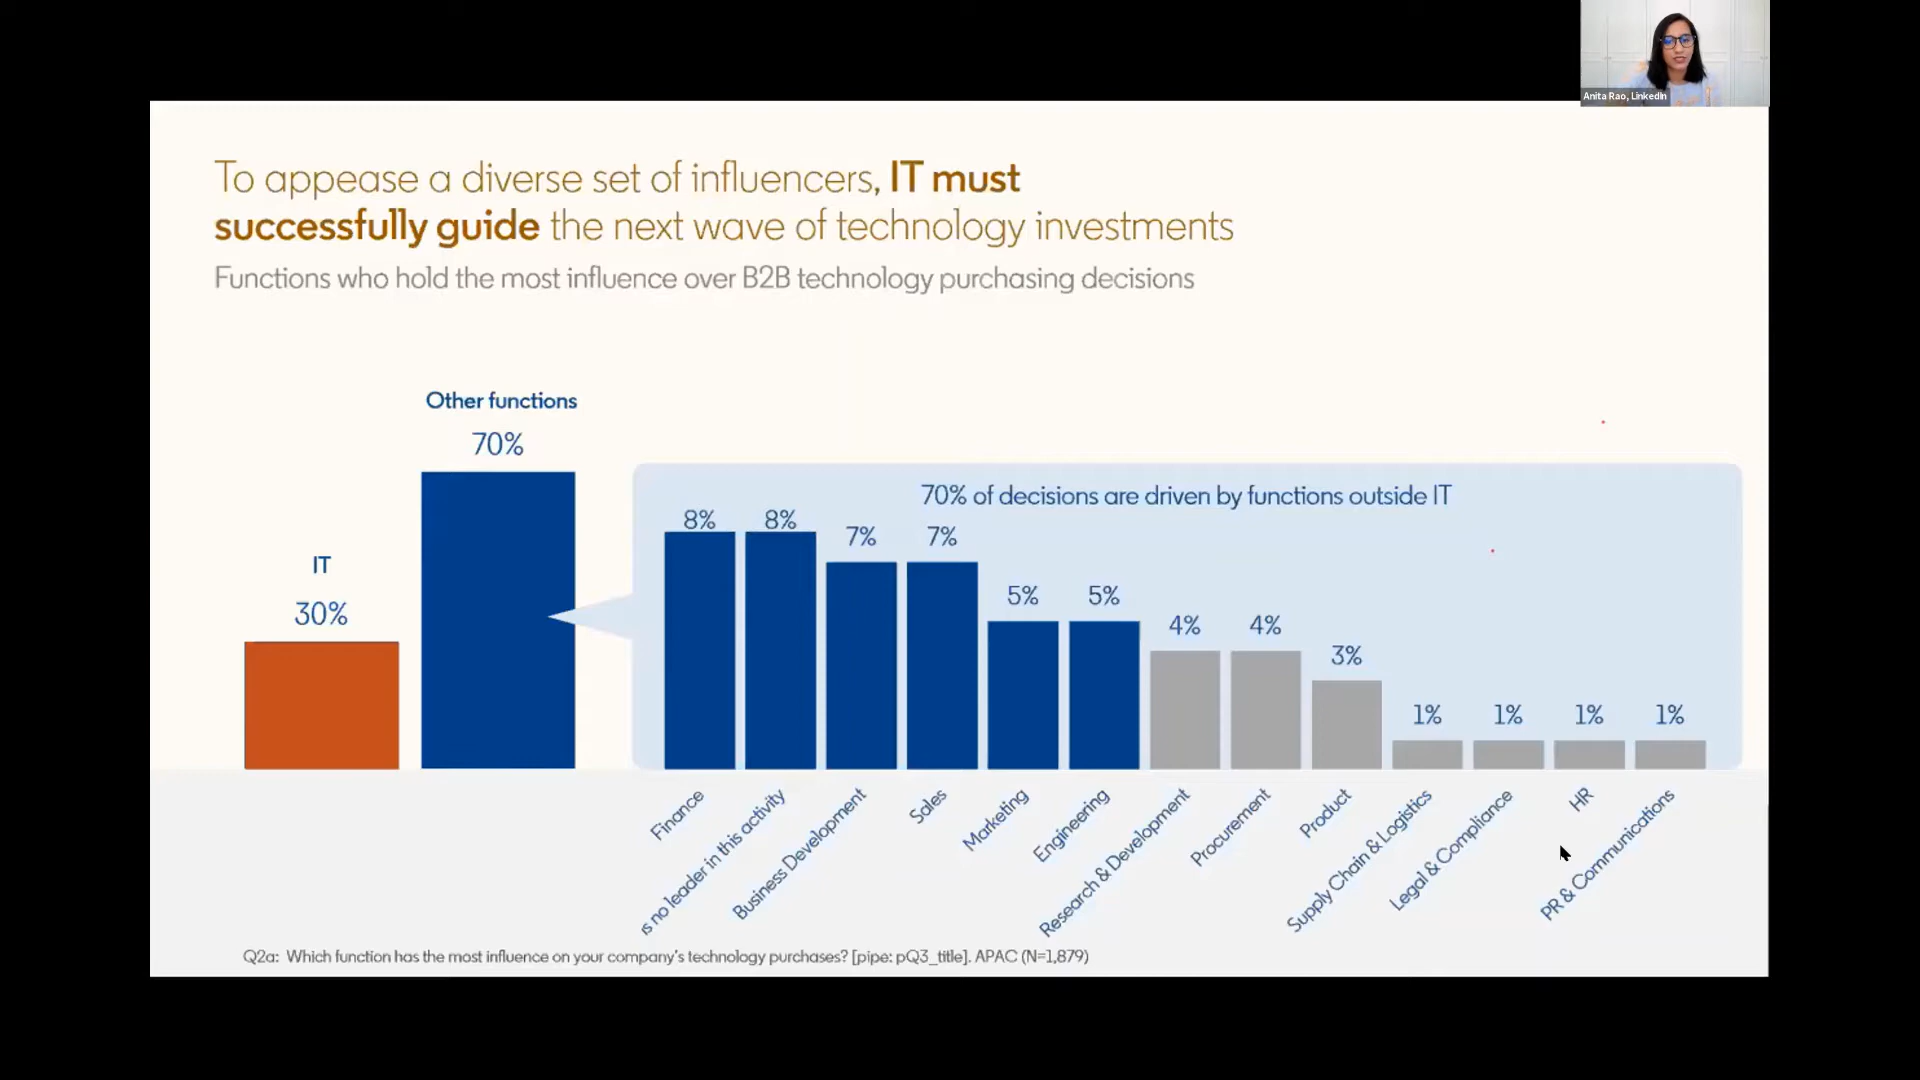 Anita Rao, LinkedIn
To appease a diverse set of influencers, IT must
successfully guide the next wave of technology investments
Functions who hold the most influence over B2B technology purchasing decisions
Other functions
70%
IT
30%
70% of decisions are driven by functions outside IT
8%
8%
7%
7%
5%
5%
4%
4%
3%
1%
1%
1%
1%
Finance
is no leader in this activity
Business Development
Sales
Marketing
Engineering
Research & Development
Procurement
Product
Supply Chain & Logistics
Legal & Compliance
HR
PR & Communications
Q2a: Which function has the most influence on your company's technology purchases? [pipe: pQ3_title]. APAC (N=1,879)